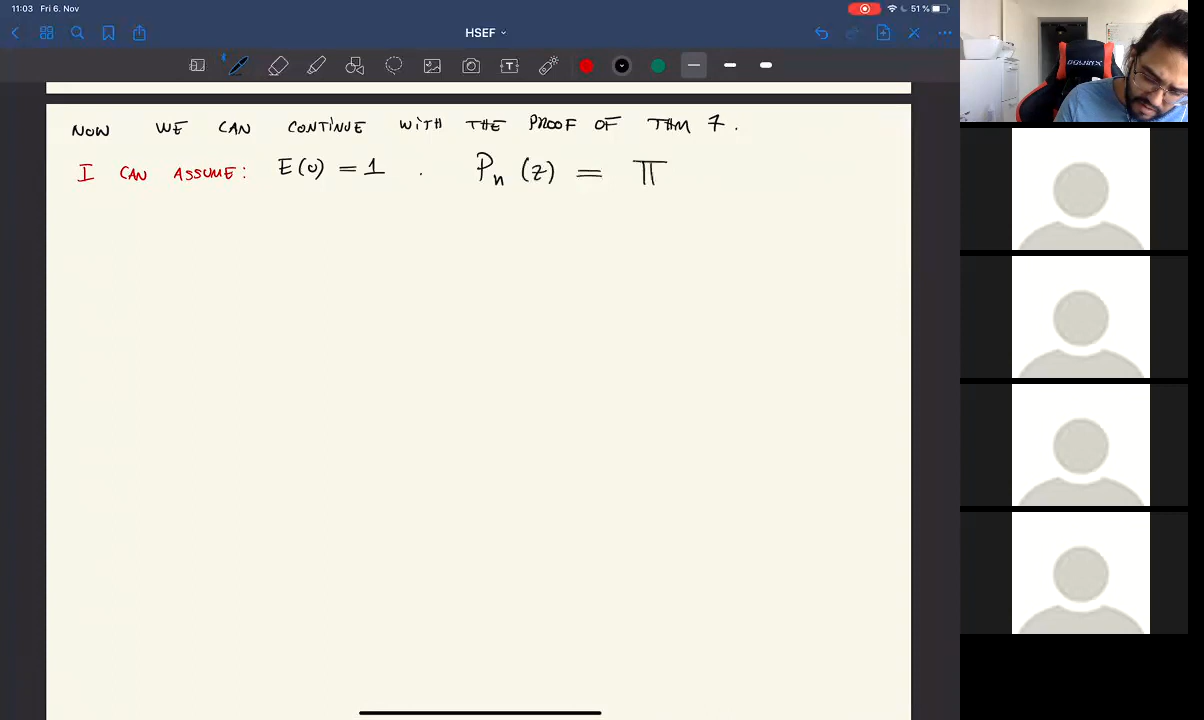 11:03 Fri 6. Nov 51 %
HSEF
NOW WE CAN CONTINUE WITH THE PROOF OF THM 7.
I CAN ASSUME: E(0) = 1 . Pₙ(z) = ∏